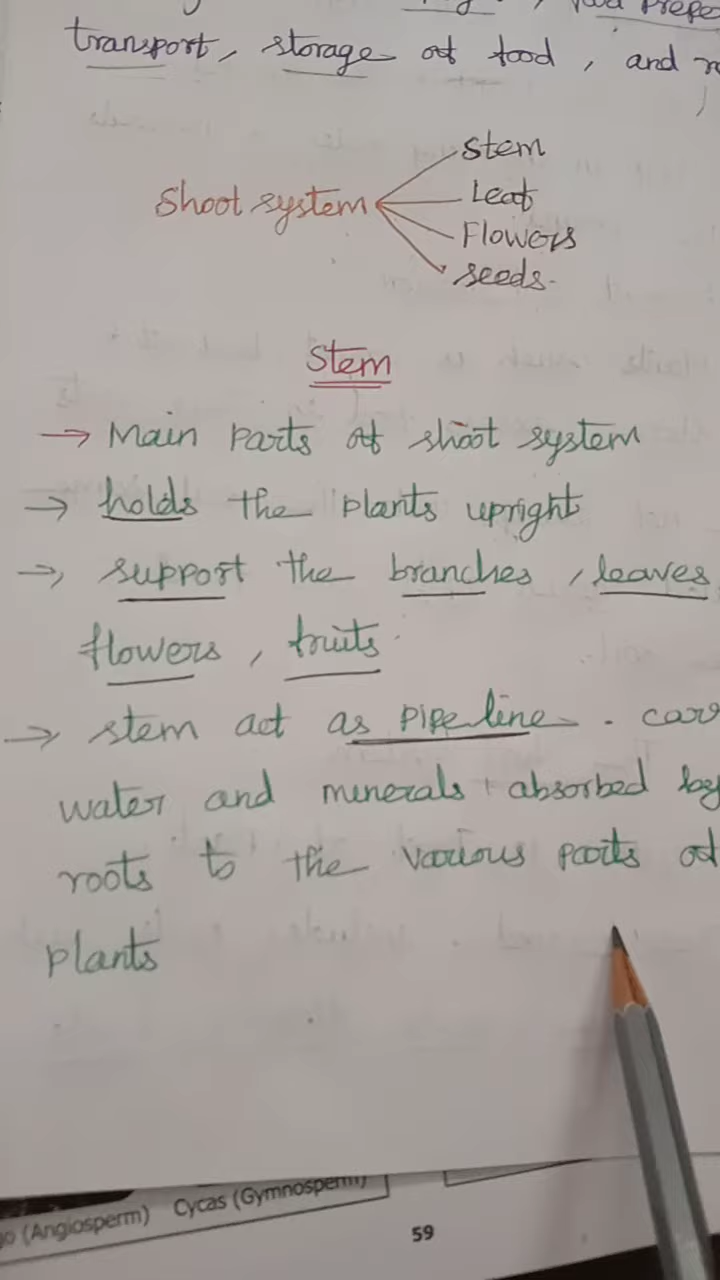 transport, storage of food, and
Shoot system
Stem
Leaf
Flowers
seeds.
Stem
→ Main parts of shoot system
→ holds the plants upright
→ support the branches, leaves
flowers, fruits.
→ stem act as pipeline.
water and minerals absorbed by
roots to the various parts of
plants
(Angiosperm) Cycas (Gymnosperm)
59